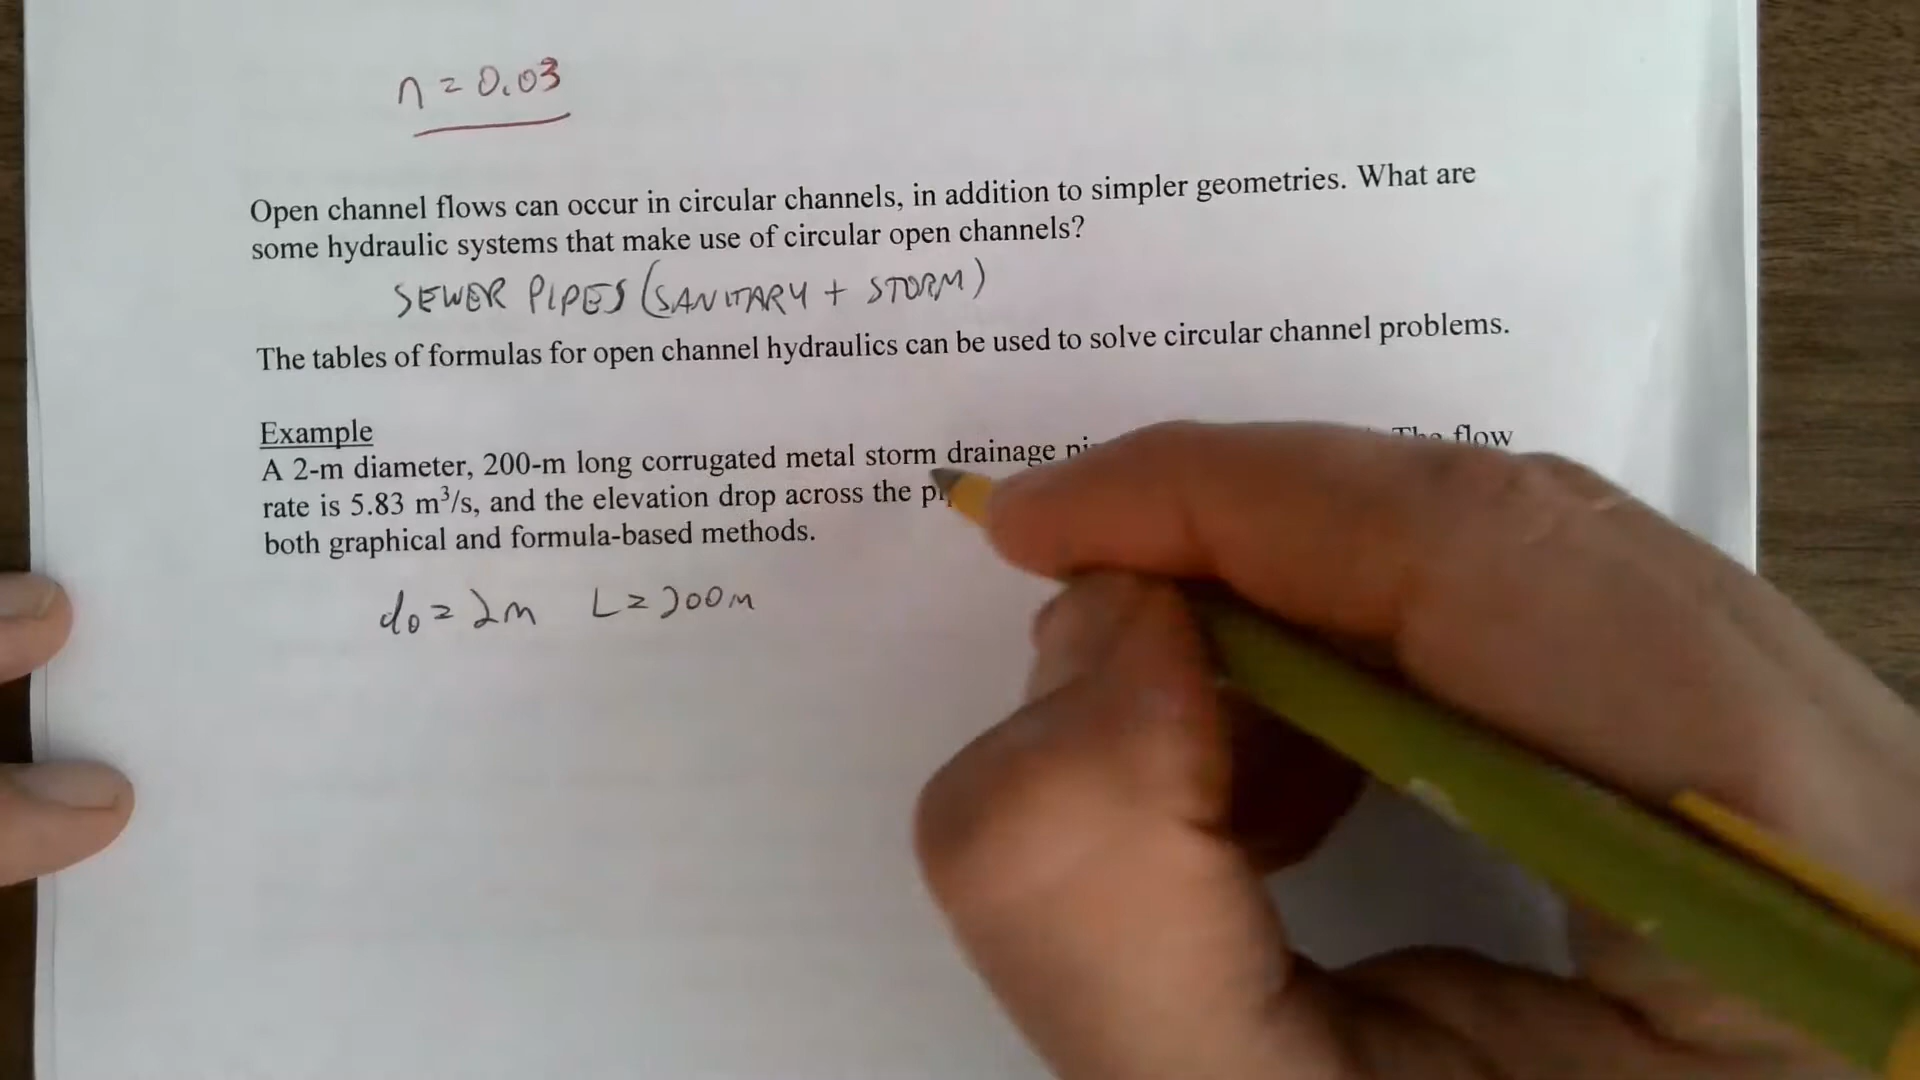 n = 0.03
Open channel flows can occur in circular channels, in addition to simpler geometries. What are
some hydraulic systems that make use of circular open channels?
SEWER PIPES (SANITARY + STORM)
The tables of formulas for open channel hydraulics can be used to solve circular channel problems.
Example
A 2-m diameter, 200-m long corrugated metal storm drainage The flow
rate is 5.83 m³/s, and the elevation drop across the
both graphical and formula-based methods.
d₀ = 2m L = 200m